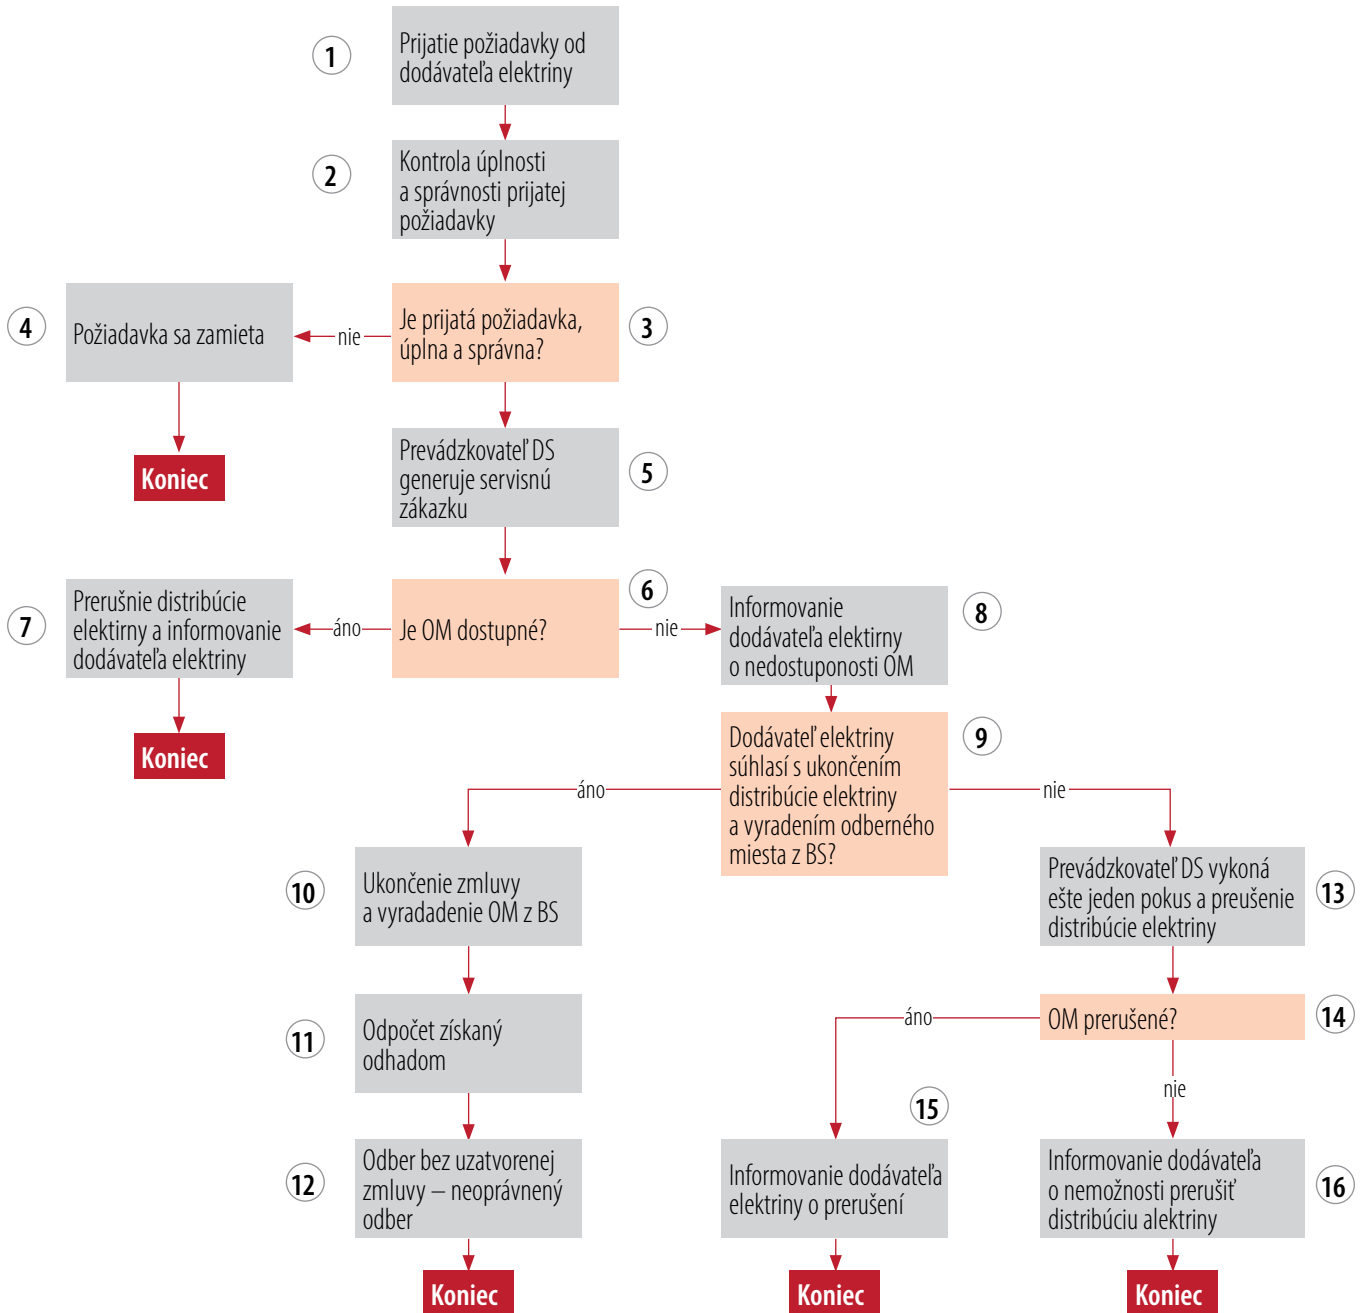 1
Prijatie požiadavky od
dodávateľa elektriny
2
Kontrola úplnosti
a správnosti prijatej
požiadavky
4
Požiadavka sa zamieta
nie
Je prijatá požiadavka,
úplna a správna?
3
Koniec
Prevádzkovateľ DS
generuje servisnú
zákazku
5
7
Prerušnie distribúcie
elektirny a informovanie
dodávateľa elektriny
áno
Je OM dostupné?
6
nie
Informovanie
dodávateľa elektirny
o nedostuponosti OM
8
Koniec
Dodávateľ elektriny
súhlasí s ukončením
distribúcie elektriny
a vyradením odberného
miesta z BS?
9
áno
nie
10
Ukončenie zmluvy
a vyradadenie OM z BS
Prevádzkovateľ DS vykoná
ešte jeden pokus a preušenie
distribúcie elektriny
13
11
Odpočet získaný
odhadom
áno
OM prerušené?
14
nie
15
12
Odber bez uzatvorenej
zmluvy – neoprávnený
odber
Informovanie dodávateľa
elektriny o prerušení
Informovanie dodávateľa
o nemožnosti prerušiť
distribúciu alektriny
16
Koniec
Koniec
Koniec